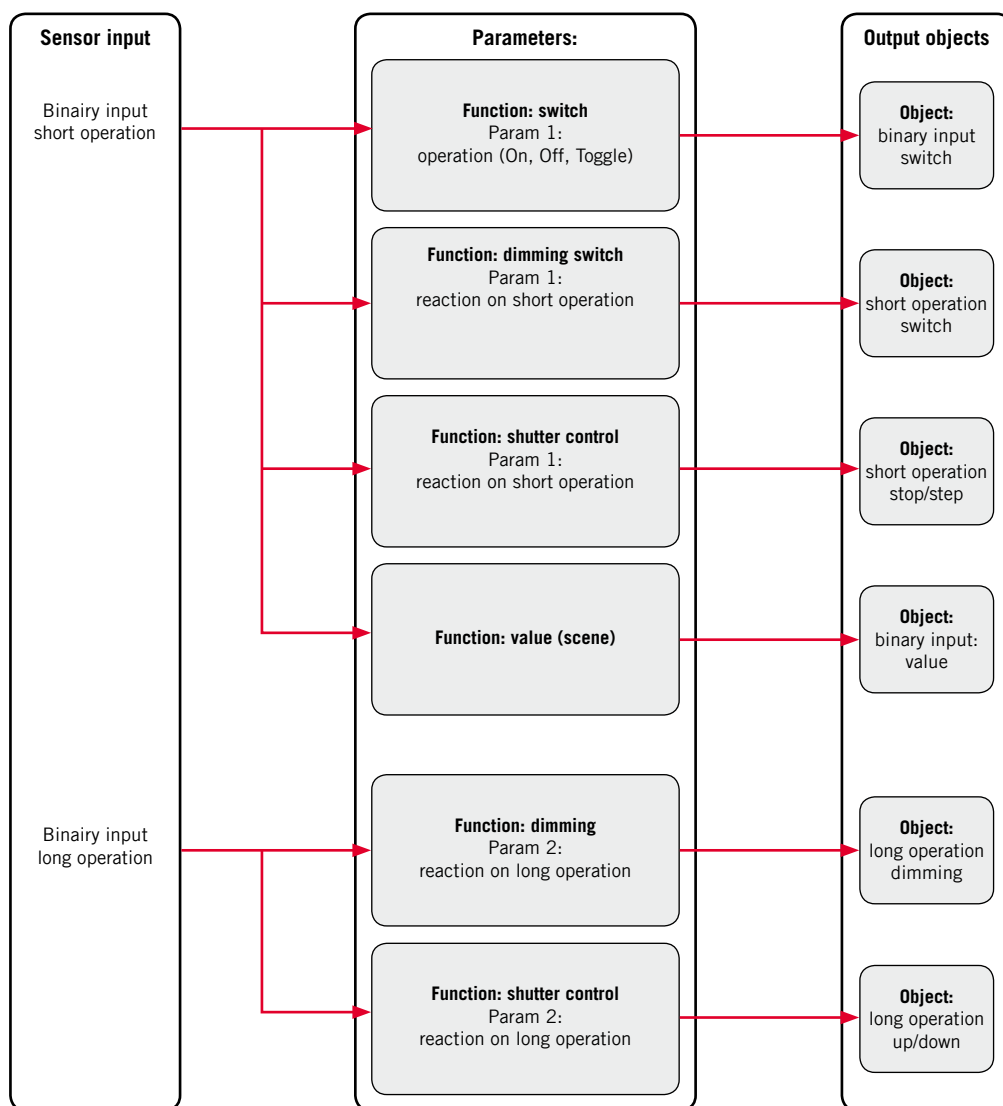 Sensor input
Binairy input
short operation
Binairy input
long operation
Parameters:
Function: switch
Param 1:
operation (On, Off, Toggle)
Function: dimming switch
Param 1:
reaction on short operation
Function: shutter control
Param 1:
reaction on short operation
Function: value (scene)
Function: dimming
Param 2:
reaction on long operation
Function: shutter control
Param 2:
reaction on long operation
Output objects
Object:
binary input
switch
Object:
short operation
switch
Object:
short operation
stop/step
Object:
binary input:
value
Object:
long operation
dimming
Object:
long operation
up/down